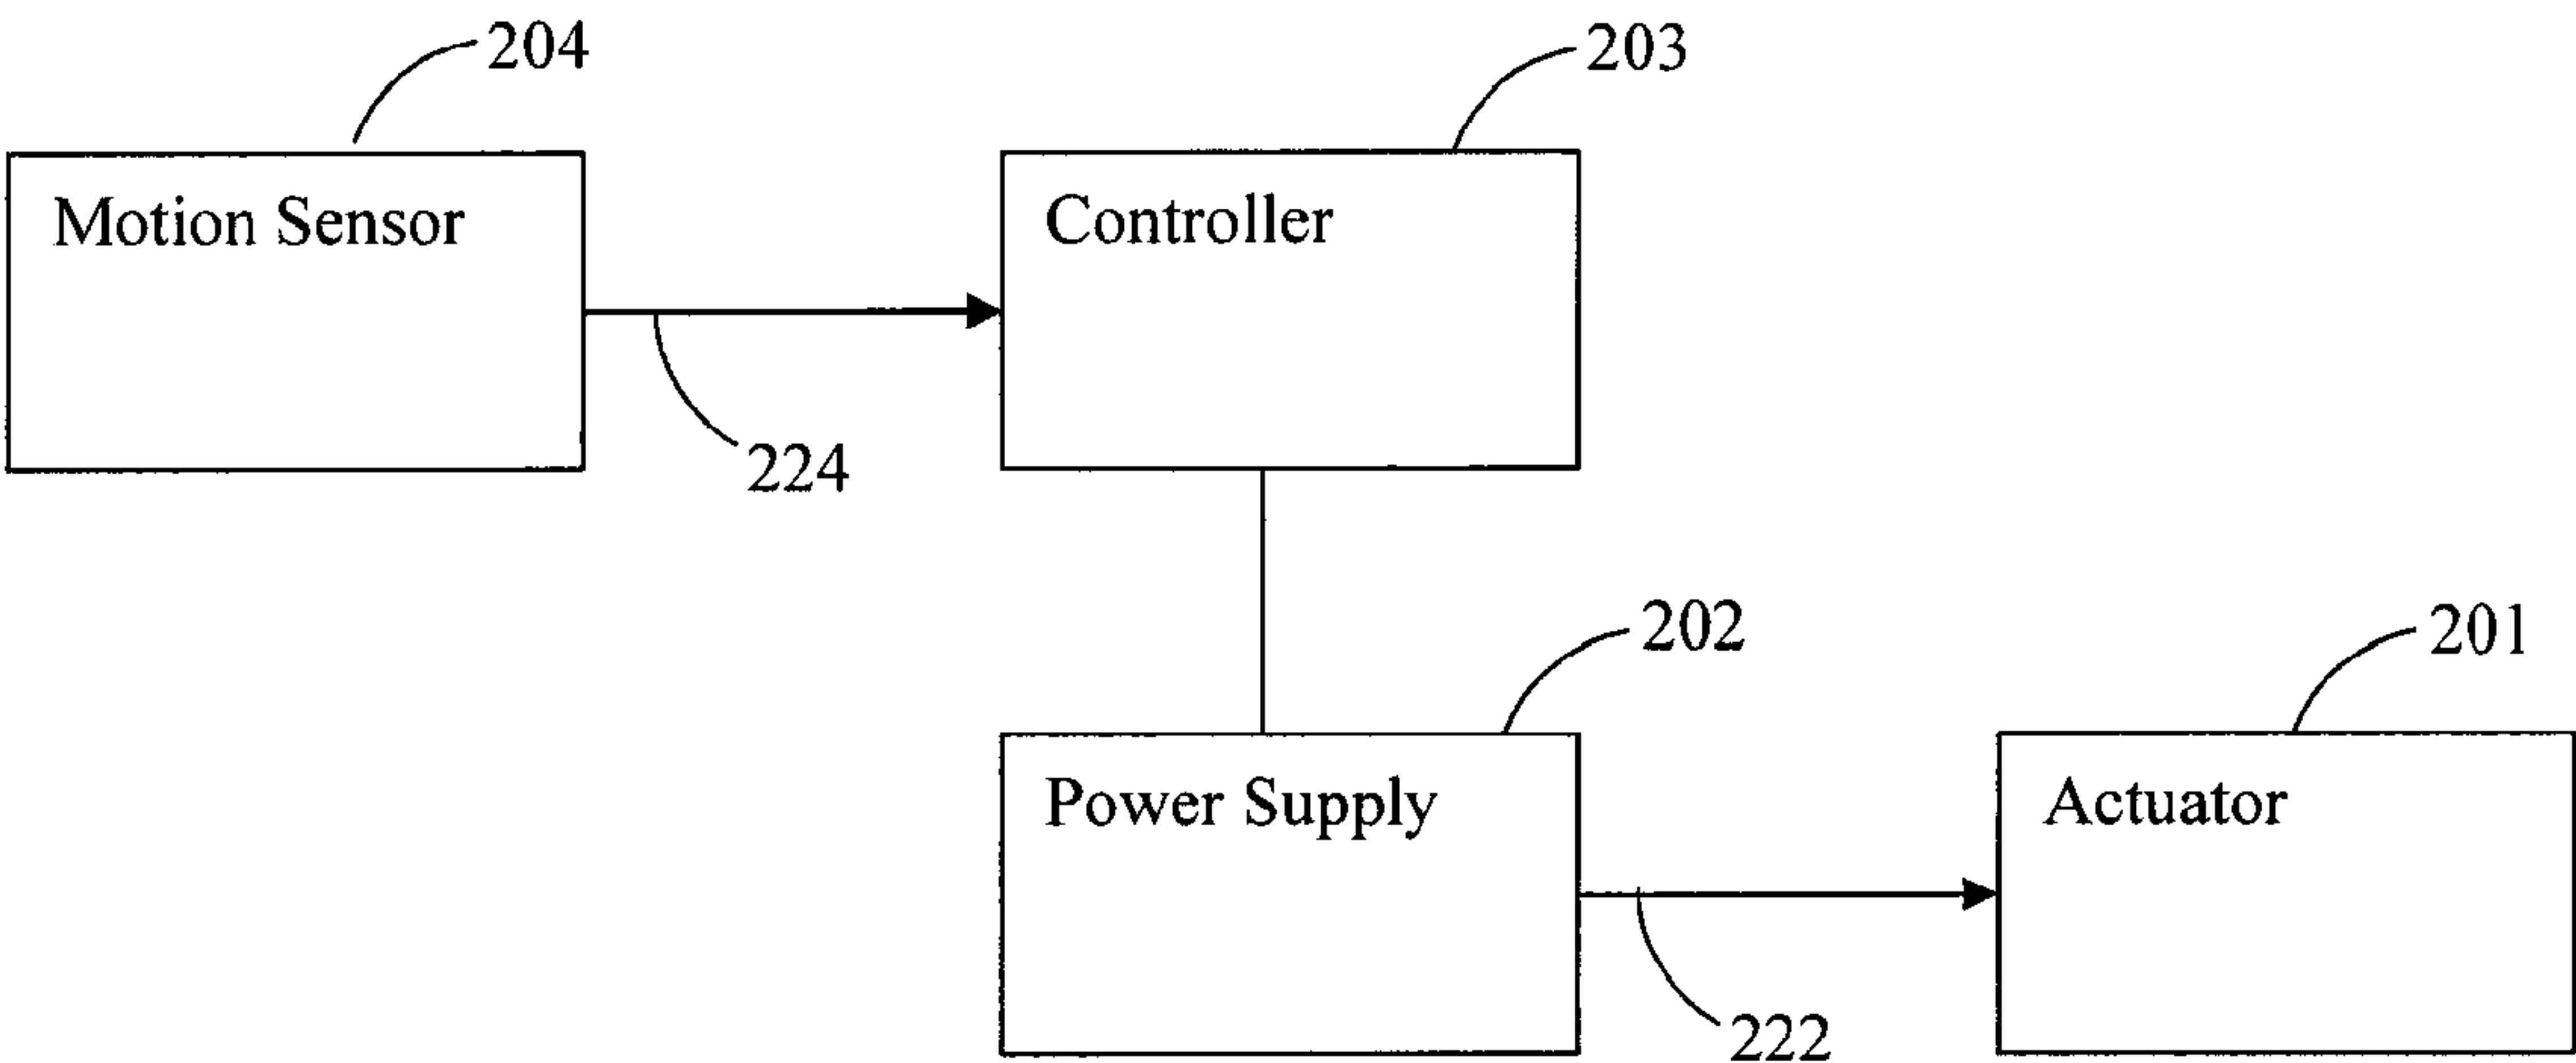 204
203
Motion Sensor
Controller
224
202
201
Power Supply
Actuator
222